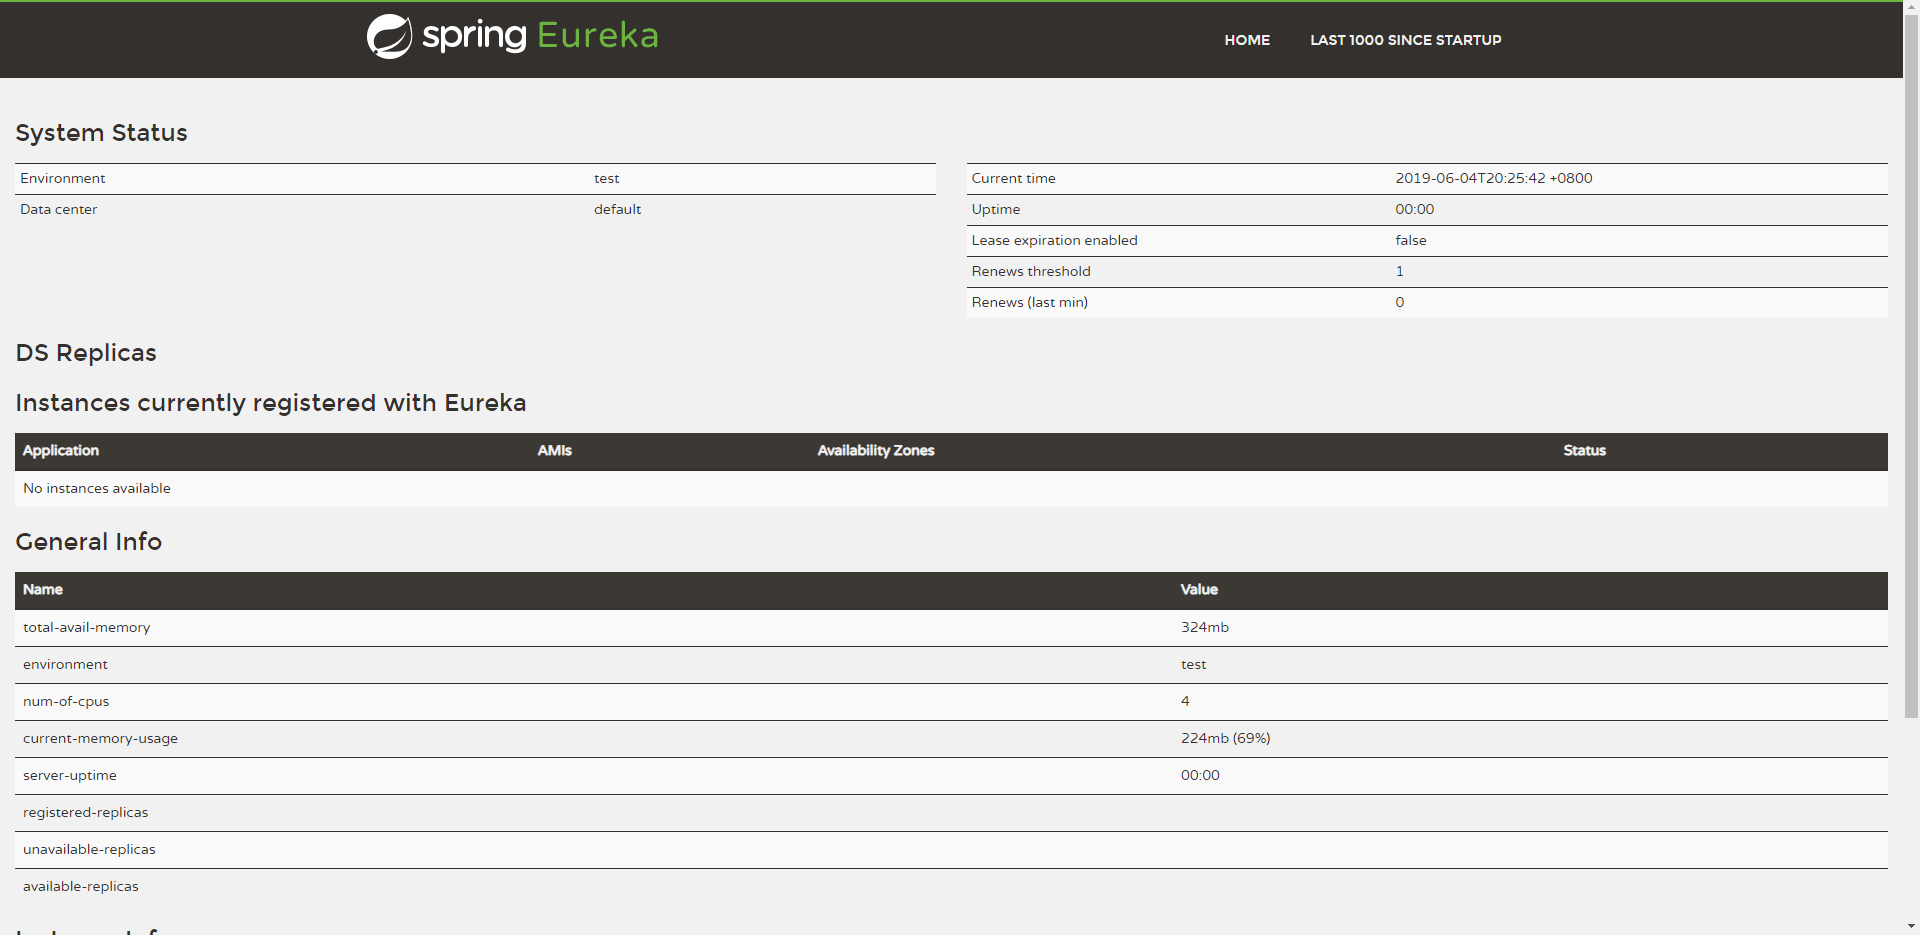 spring Eureka
HOME LAST 1000 SINCE STARTUP
System Status
Environment test
Data center default
Current time 2019-06-04T20:25:42 +0800
Uptime 00:00
Lease expiration enabled false
Renews threshold 1
Renews (last min) 0
DS Replicas
Instances currently registered with Eureka
Application AMIs Availability Zones Status
No instances available
General Info
Name Value
total-avail-memory 324mb
environment test
num-of-cpus 4
current-memory-usage 224mb (69%)
server-uptime 00:00
registered-replicas
unavailable-replicas
available-replicas